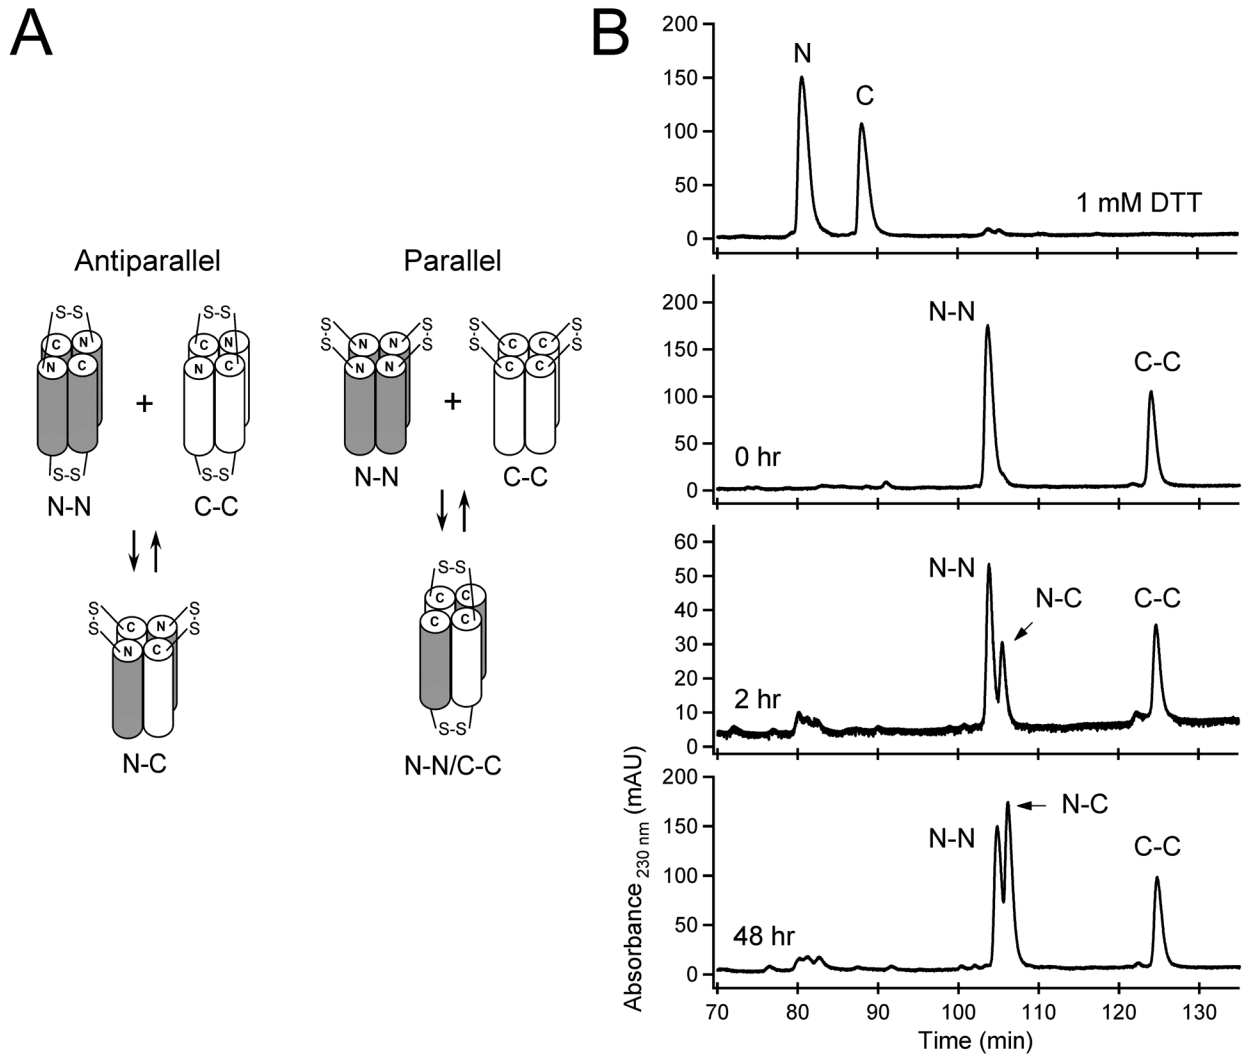 A
Antiparallel
Parallel
S-S
S-S
C
N
N
C
C
N
N
C
+
S-S
S-S
N-N
C-C
S
S
S
S
N
N
N
N
S
S
S
S
C
C
C
C
+
N-N
C-C
S
S
S
S
C
N
N
C
N-C
S-S
C
C
C
C
S-S
N-N/C-C
B
200
150
100
50
0
N
C
1 mM DTT
200
150
100
50
0
N-N
C-C
0 hr
60
50
40
30
20
10
0
N-N
N-C
C-C
2 hr
200
150
100
50
0
N-N
N-C
C-C
48 hr
Absorbance 230 nm (mAU)
70 80 90 100 110 120 130
Time (min)